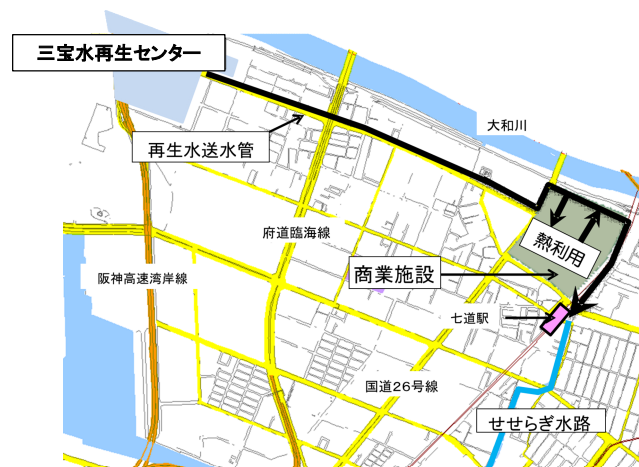 三宝水再生センター
大和川
再生水送水管
熱利用
府道臨海線
商業施設
阪神高速湾岸線
七道駅
国道26号線
せせらぎ水路